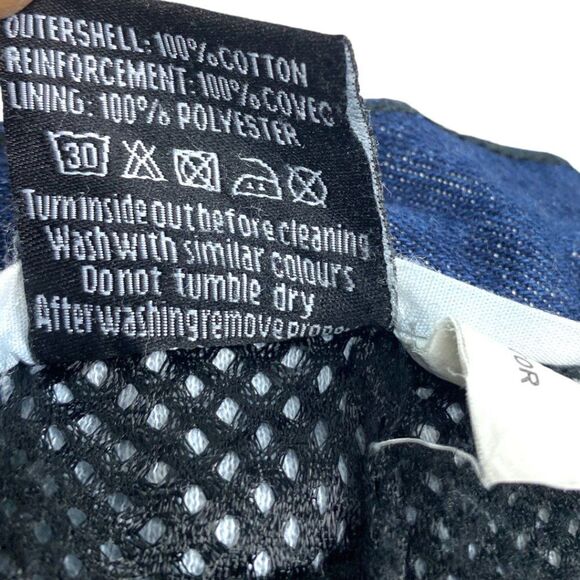 OUTERSHELL: 100% COTTON
REINFORCEMENT: 100% COVEC
LINING: 100% POLYESTER
30
Turn inside out before cleaning
Wash with similar colours
Do not tumble dry
After washing remove
OR